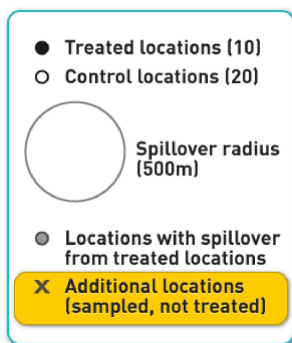 Treated locations (10)
Control locations (20)
Spillover radius
(500m)
Locations with spillover
from treated locations
X Additional locations
(sampled, not treated)